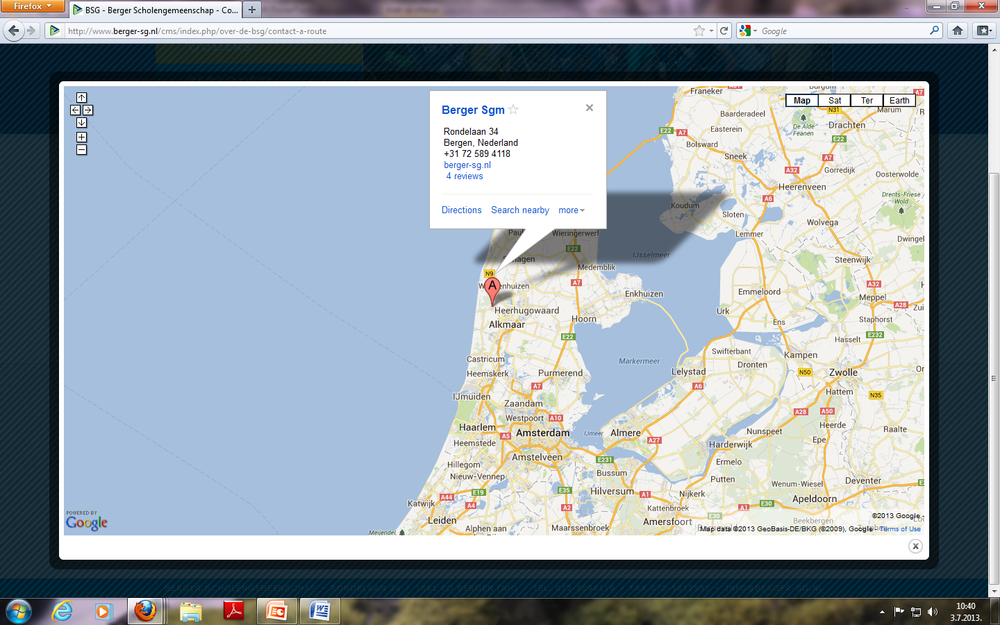 Firefox
BSG - Berger Scholengemeenschap - Co...
http://www.berger-sg.nl/cms/index.php/over-de-bsg/contact-a-route
Google
Map
Sat
Ter
Earth
Berger Sgm
Rondelaan 34
Bergen, Nederland
+31 72 589 4118
berger-sg.nl
4 reviews
Directions Search nearby more
Franeker
A7
Baarderadeel
N31
Marum
De Alde
Feanen
Drachten
E22
A7
Easterein
Bolsward
E22
Sneek
A7
A32
Gorredijk
Oosterwolde
Heerenveen
Drents-Friese
Wold
A6
Koudum
Sloten
Wolvega
Lemmer
Dwingel
Wieringerwerf
E22
IJsselmeer
Steenwijk
Medemblik
N9
A7
A32
A
Enkhuizen
Emmeloord
Meppel
A28
Heerhugowaard
Urk
Hoorn
Alkmaar
Ens
Staphorst
E22
E232
Hasselt
Swifterbant
Kampen
Castricum
Markermeer
Dronten
Heemskerk
Purmerend
Lelystad
N50
Zwolle
A7
A6
Hattem
IJmuiden
N35
Zaandam
A28
A50
Westpoort
A10
Heerde
Haarlem
Amsterdam
IJmeer
Almere
Nunspeet
Raalte
A5
A27
Epe
Heemstede
Harderwijk
Amstelveen
E231
Ermelo
Hillegom
Bussum
Nieuw-Vennep
Putten
Wenum-Wiesel
Deventer
E19
E35
Hilversum
A1
Nijkerk
Apeldoorn
A44
Katwijk
A4
A2
Kattenbroek
A1
E30
Leiden
Amersfoort
E30
Beekbergen
Meijendel
Alphen aan
Maarssenbroek
POWERED BY
Google
©2013 Google -
Map data ©2013 GeoBasis-DE/BKG (©2009), Google - Terms of Use
10:40
3.7.2013.